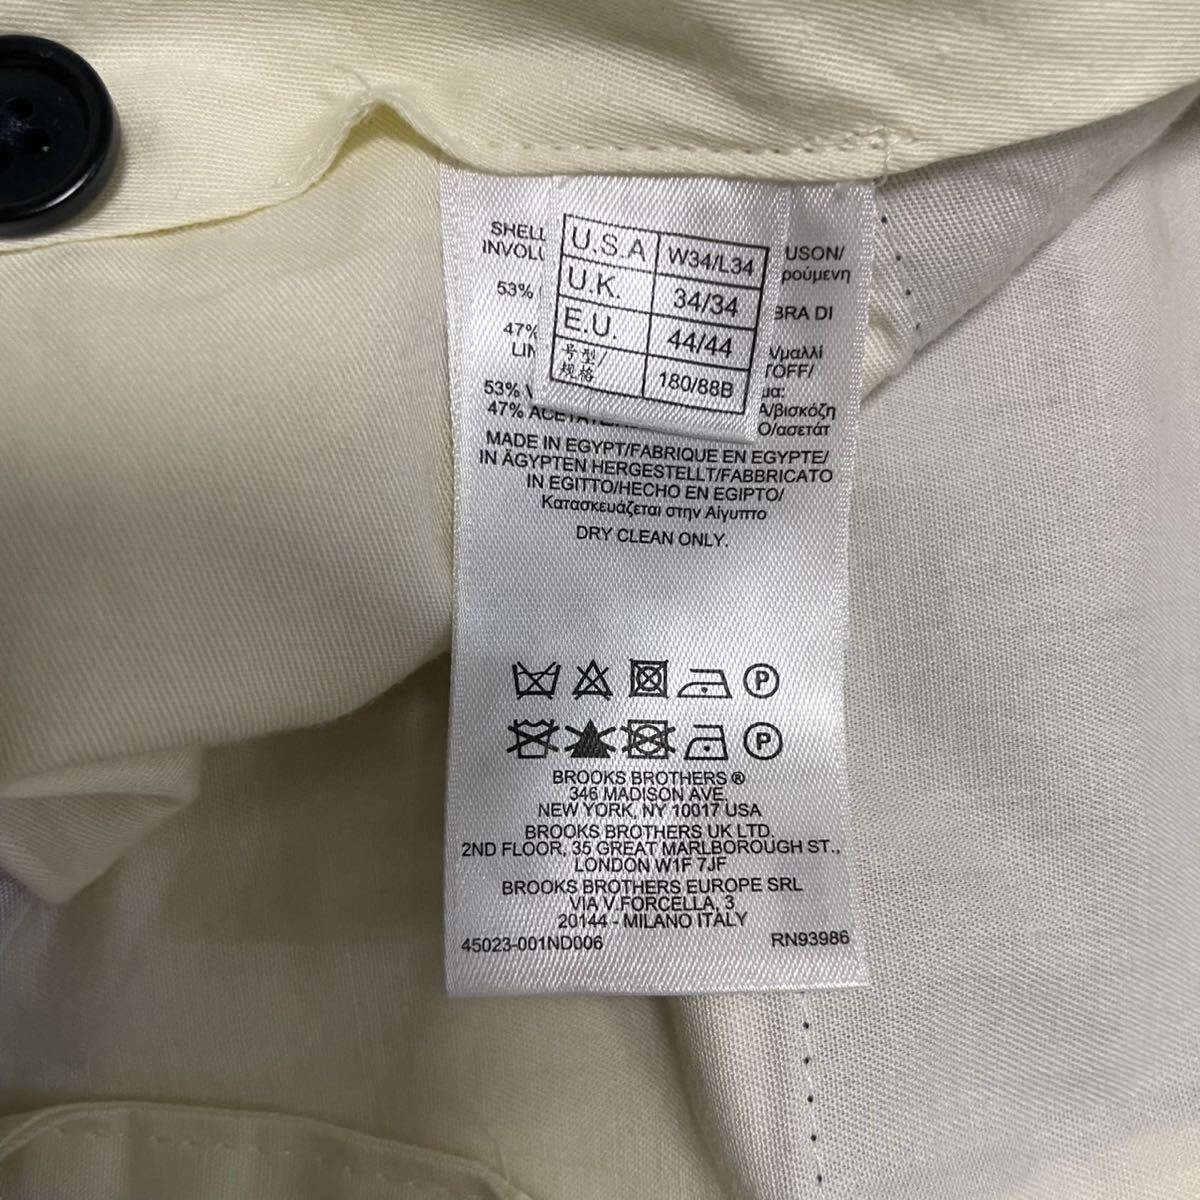 SHELL
INVOLU
53%
47%
LIN
53%
47% ACETAT
U.S.A W34/L34
U.K. 34/34
E.U. 44/44
号型/规格 180/88B
USON/
ρούμενη
BRA DI
/μαλλί
TOFF/
μα:
Α/βισκόζη
O/ασετάτ
MADE IN EGYPT/FABRIQUE EN EGYPTE/
IN ÄGYPTEN HERGESTELLT/FABBRICATO
IN EGITTO/HECHO EN EGIPTO/
Κατασκευάζεται στην Αίγυπτο
DRY CLEAN ONLY.
P
P
BROOKS BROTHERS ®
346 MADISON AVE,
NEW YORK, NY 10017 USA
BROOKS BROTHERS UK LTD.
2ND FLOOR, 35 GREAT MARLBOROUGH ST.,
LONDON W1F 7JF
BROOKS BROTHERS EUROPE SRL
VIA V.FORCELLA, 3
20144 - MILANO ITALY
45023-001ND006 RN93986